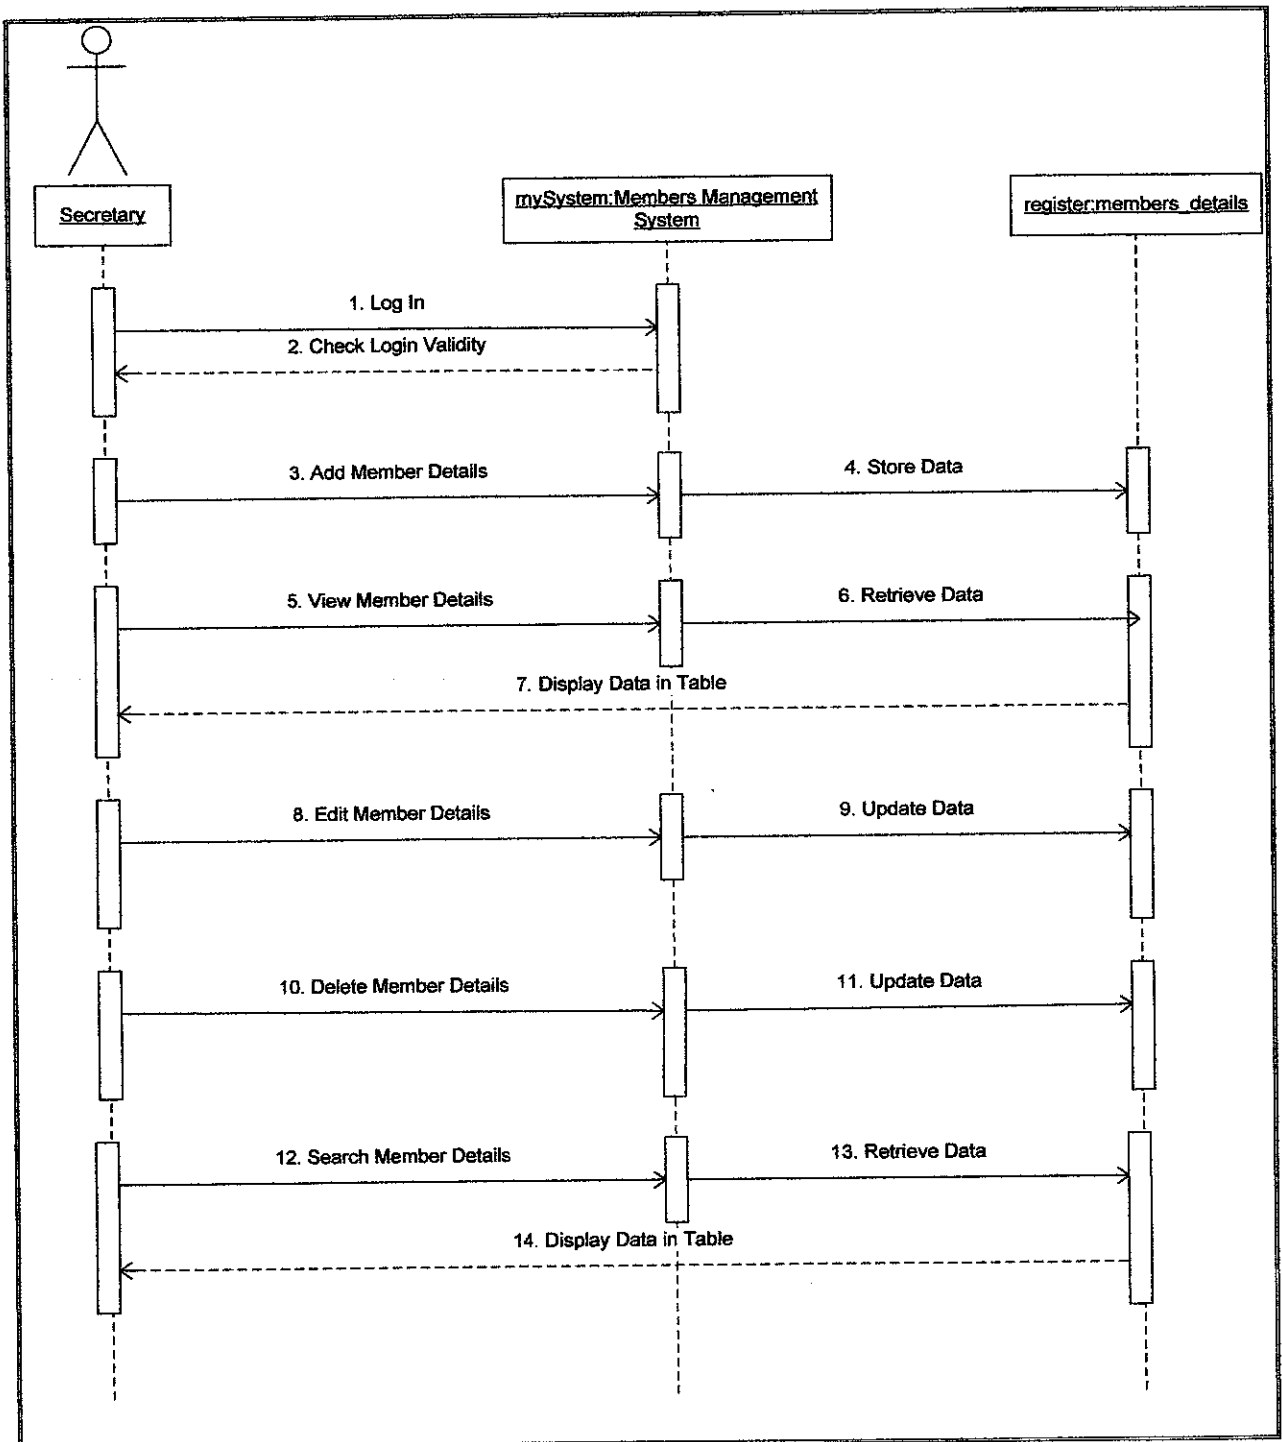 Secretary
mySystem:Members Management
System
register:members_details
1. Log In
2. Check Login Validity
3. Add Member Details
4. Store Data
5. View Member Details
6. Retrieve Data
7. Display Data in Table
8. Edit Member Details
9. Update Data
10. Delete Member Details
11. Update Data
12. Search Member Details
13. Retrieve Data
14. Display Data in Table